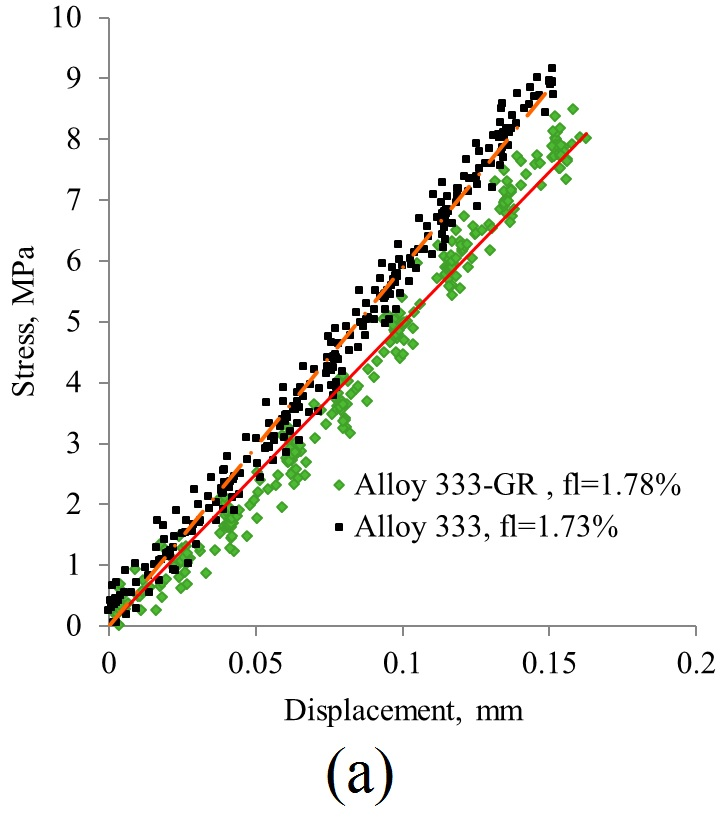 10
9
8
7
6
5
4
3
2
1
0
Stress, MPa
Alloy 333-GR , fl=1.78%
Alloy 333, fl=1.73%
0 0.05 0.1 0.15 0.2
Displacement, mm
(a)